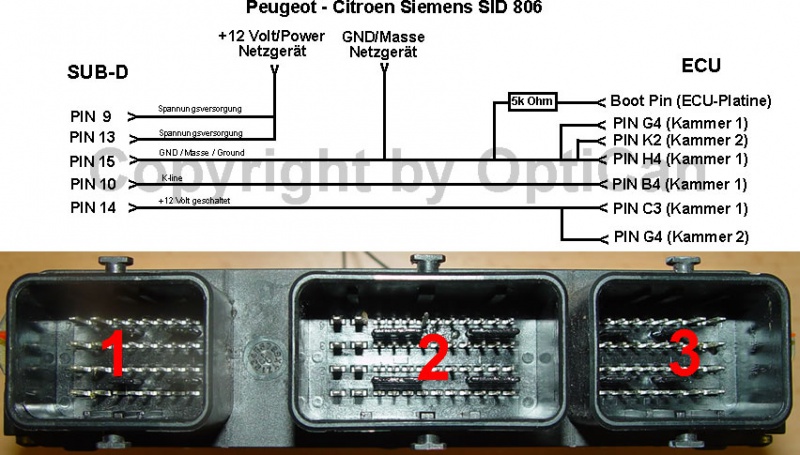 Peugeot - Citroen Siemens SID 806
+12 Volt/Power
Netzgerät
GND/Masse
Netzgerät
SUB-D
ECU
5k Ohm
Boot Pin (ECU-Platine)
PIN 9
Spannungsversorgung
PIN G4 (Kammer 1)
PIN 13
Spannungsversorgung
PIN K2 (Kammer 2)
PIN 15
GND / Masse / Ground
PIN H4 (Kammer 1)
PIN 10
K-line
PIN B4 (Kammer 1)
PIN 14
+12 Volt geschaltet
PIN C3 (Kammer 1)
PIN G4 (Kammer 2)
Copyright by OptiCan
1
2
3